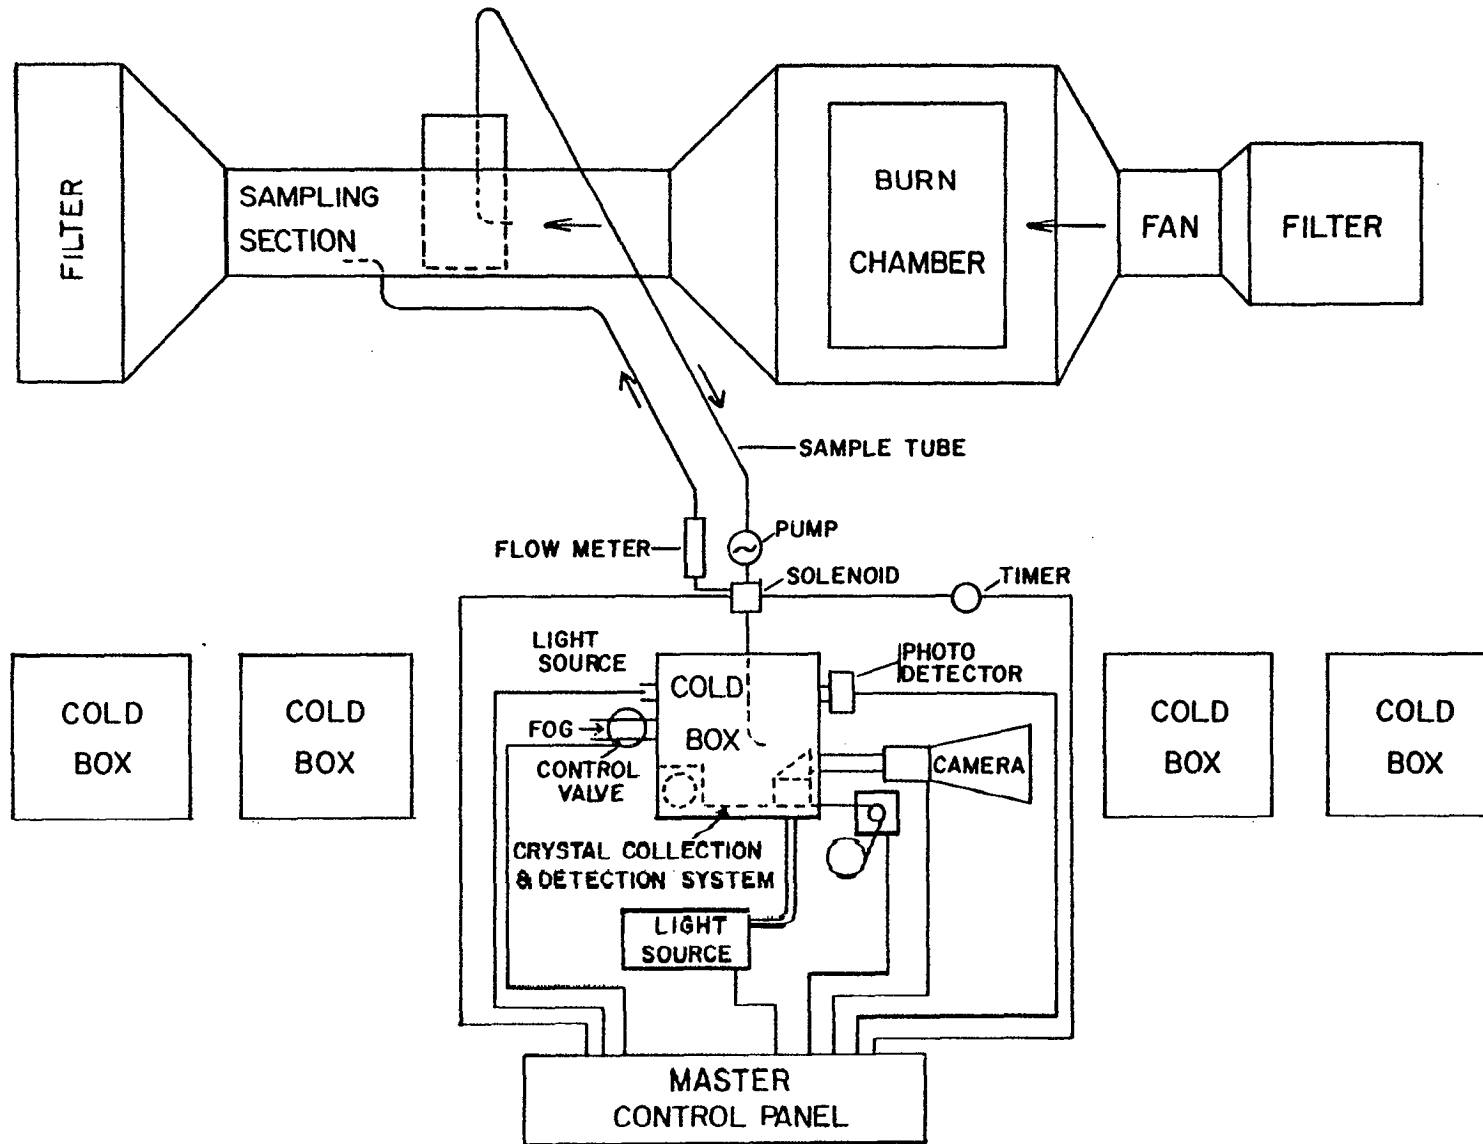 FILTER
SAMPLING
SECTION
BURN
CHAMBER
FAN
FILTER
SAMPLE TUBE
FLOW METER
PUMP
SOLENOID
TIMER
LIGHT
SOURCE
PHOTO
DETECTOR
COLD
BOX
COLD
BOX
COLD
BOX
COLD
BOX
COLD
BOX
FOG
CONTROL
VALVE
CAMERA
CRYSTAL COLLECTION
& DETECTION SYSTEM
LIGHT
SOURCE
MASTER
CONTROL PANEL